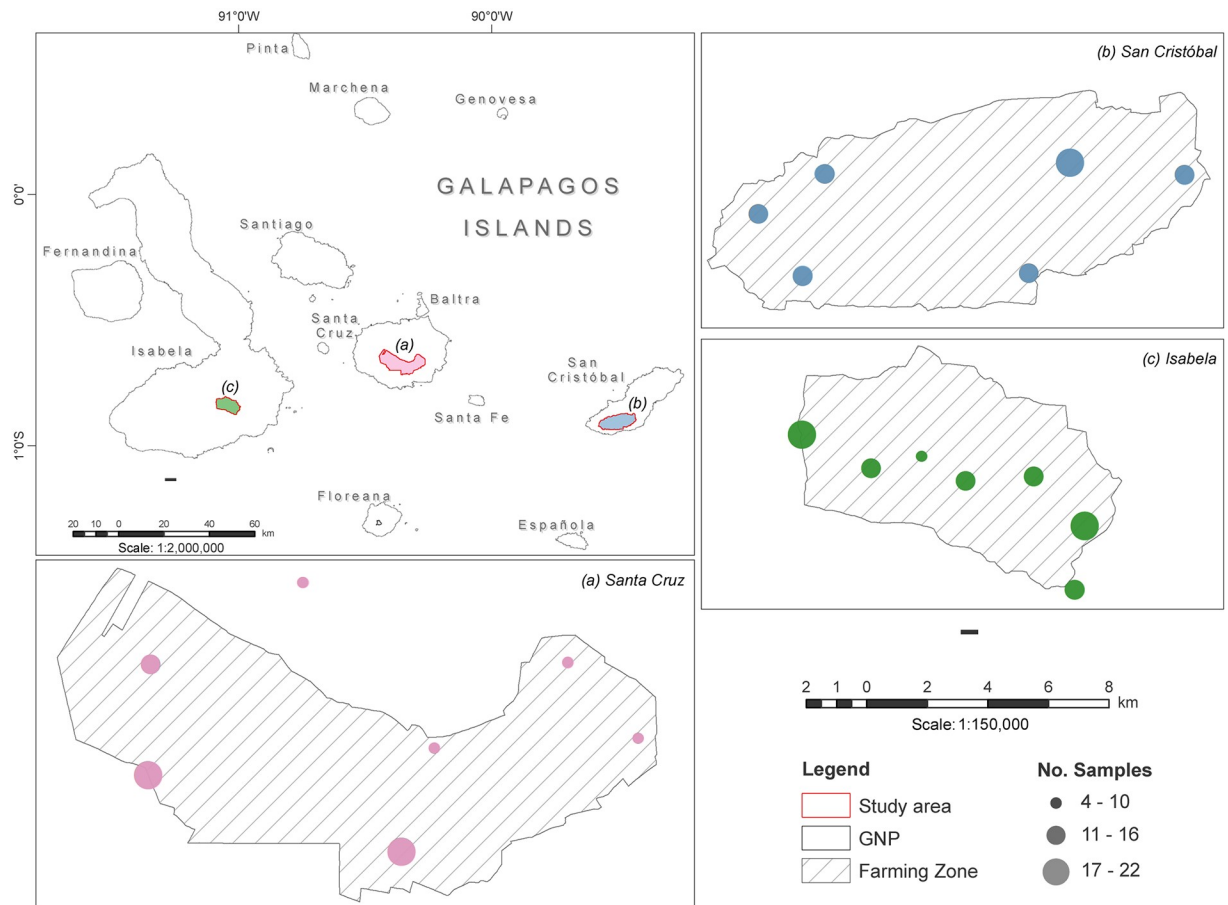 91°0'W 90°0'W
Pinta
Marchena
Genovesa
0°0'
GALAPAGOS
ISLANDS
Santiago
Fernandina
Baltra
Santa
Cruz
Isabela
(a)
(c)
San
Cristóbal
(b)
Santa Fe
1°0'S
Floreana
Española
20 10 0 20 40 60 km
Scale: 1:2,000,000
(b) San Cristóbal
(c) Isabela
(a) Santa Cruz
2 1 0 2 4 6 8 km
Scale: 1:150,000
Legend
Study area
GNP
Farming Zone
No. Samples
4 - 10
11 - 16
17 - 22